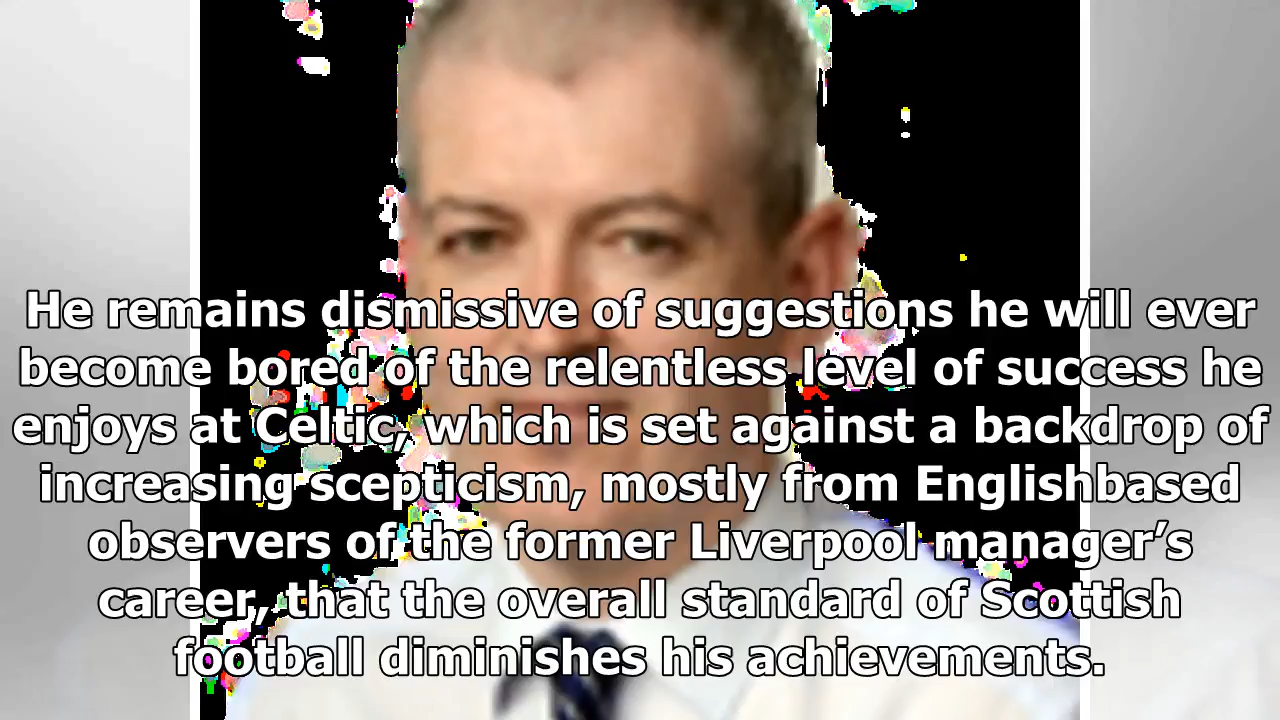 He remains dismissive of suggestions he will ever
become bored of the relentless level of success he
enjoys at Celtic, which is set against a backdrop of
increasing scepticism, mostly from Englishbased
observers of the former Liverpool manager’s
career, that the overall standard of Scottish
football diminishes his achievements.